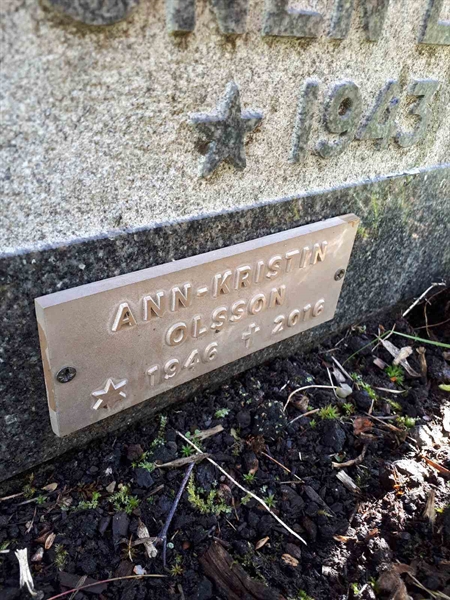 1943
ANN-KRISTIN
OLSSON
1946 † 2016